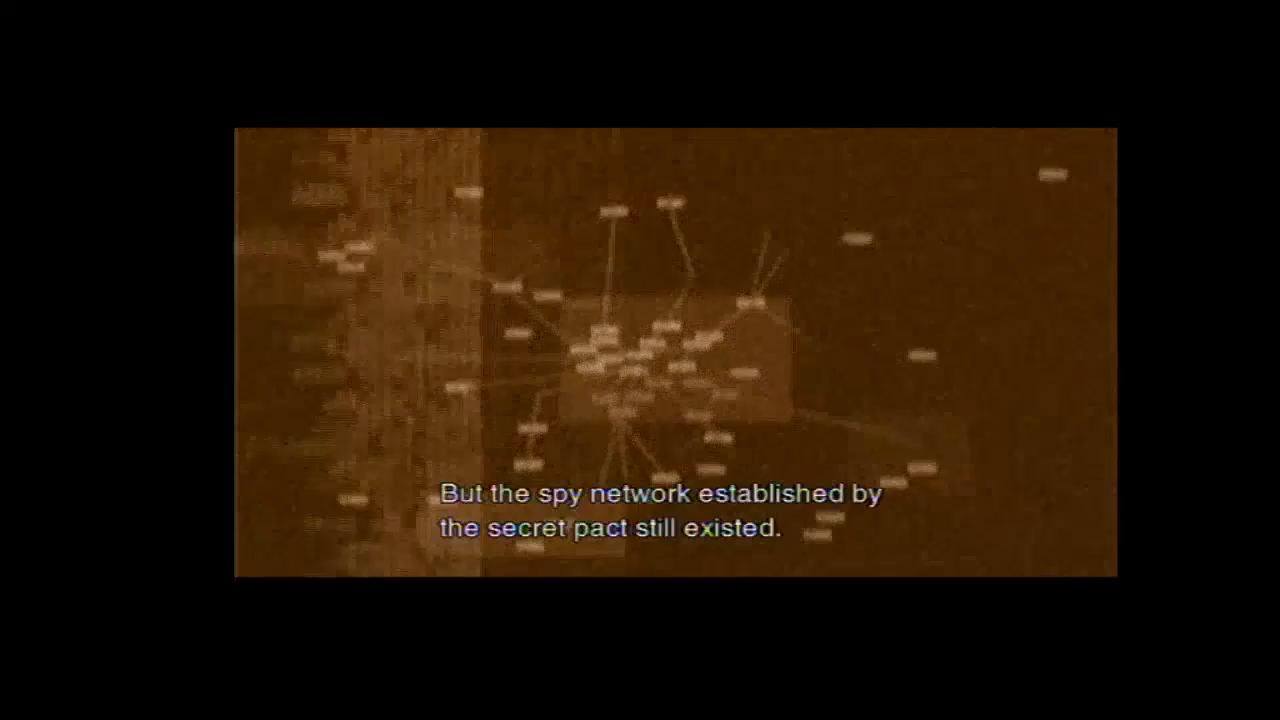 But the spy network established by
the secret pact still existed.